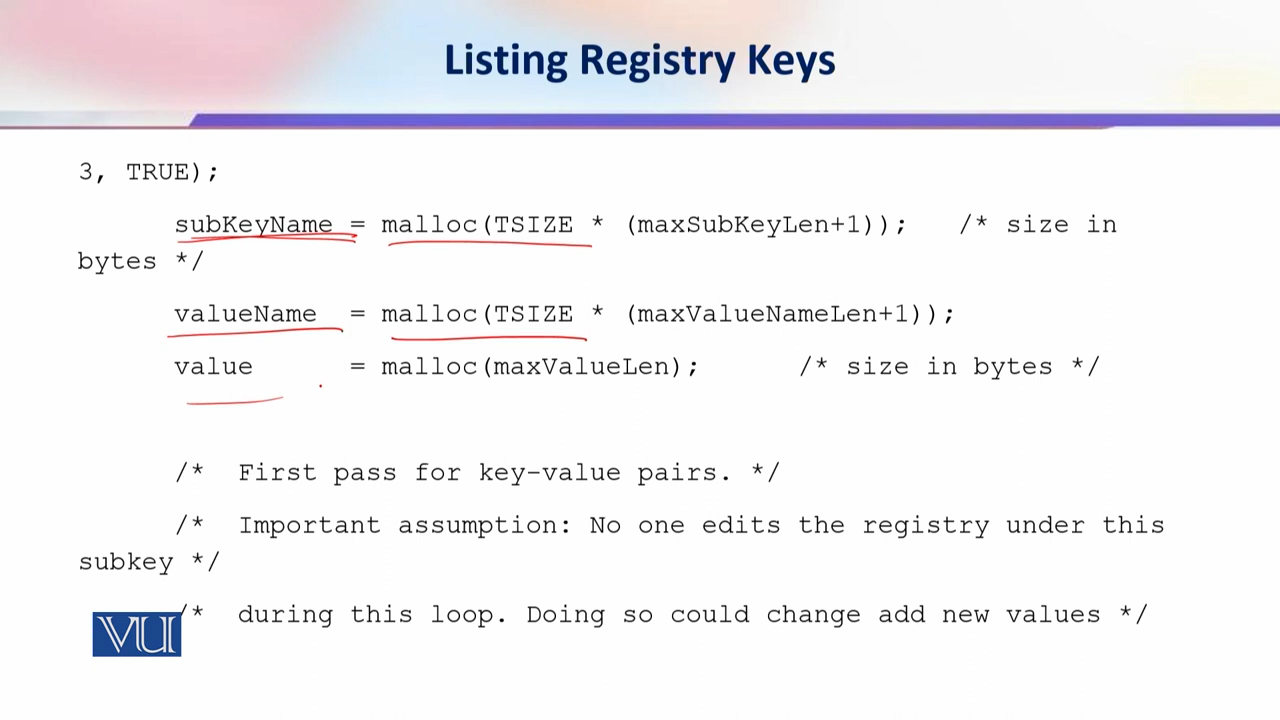 Listing Registry Keys
3, TRUE);
subKeyName = malloc(TSIZE * (maxSubKeyLen+1)); /* size in
bytes */
valueName = malloc(TSIZE * (maxValueNameLen+1));
value = malloc(maxValueLen); /* size in bytes */
/* First pass for key-value pairs. */
/* Important assumption: No one edits the registry under this
subkey */
/* during this loop. Doing so could change add new values */
VU